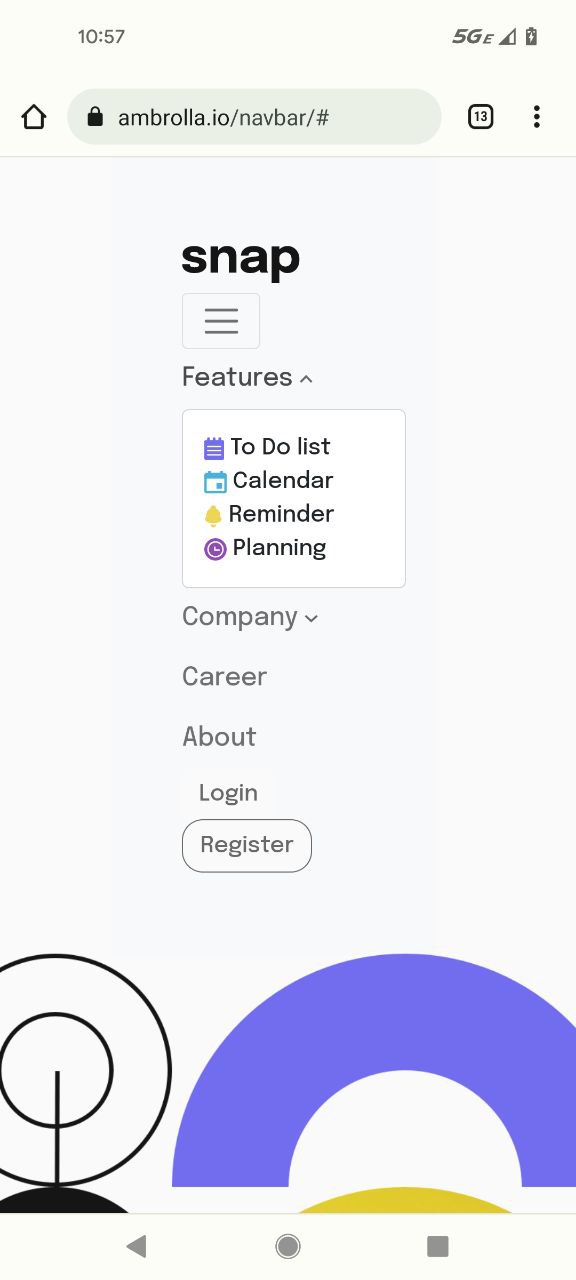 10:57
5GE
ambrolla.io/navbar/#
13
snap
Features
To Do list
Calendar
Reminder
Planning
Company
Career
About
Login
Register